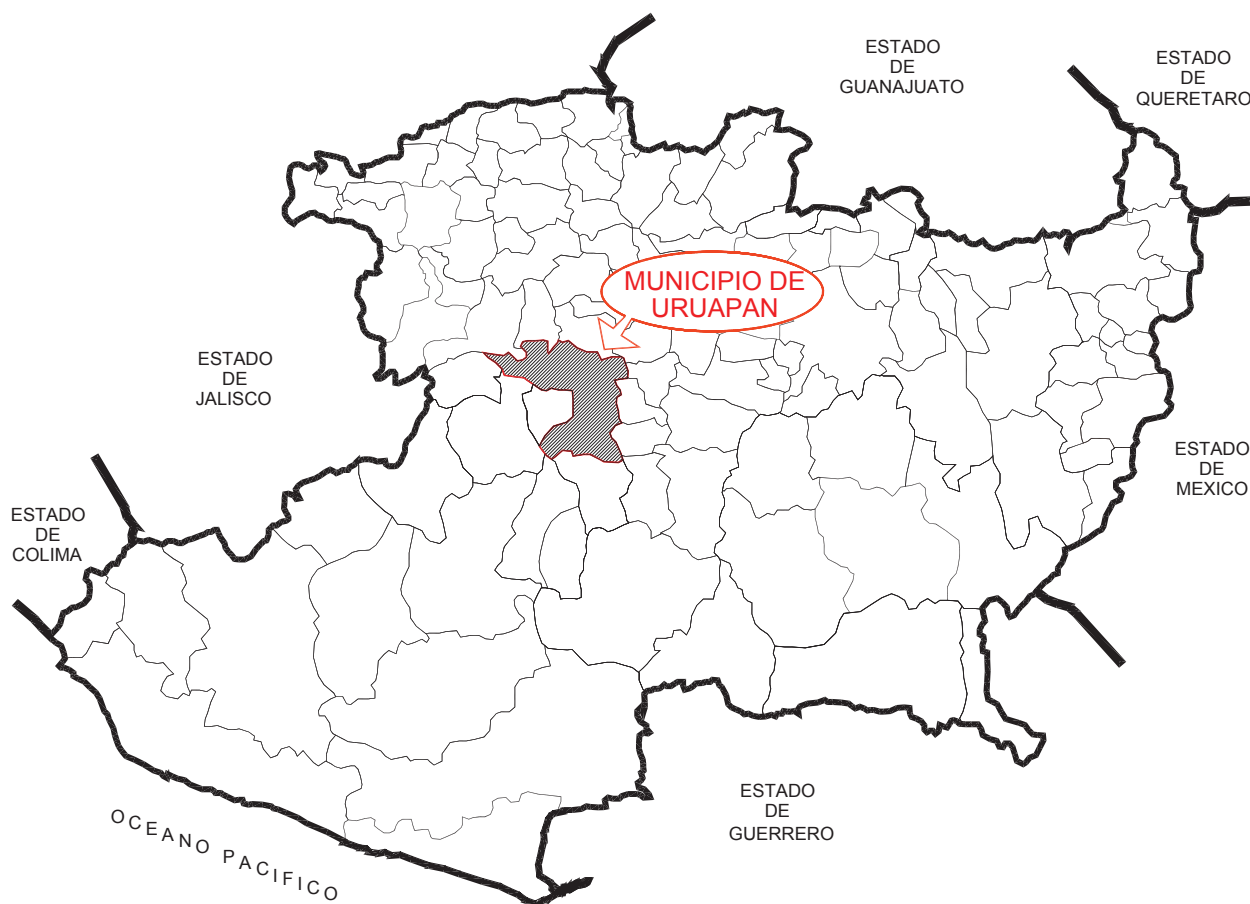 ESTADO
DE
GUANAJUATO
ESTADO
DE
QUERETARO
MUNICIPIO DE
URUAPAN
ESTADO
DE
JALISCO
ESTADO
DE
MEXICO
ESTADO
DE
COLIMA
ESTADO
DE
GUERRERO
OCEANO PACIFICO